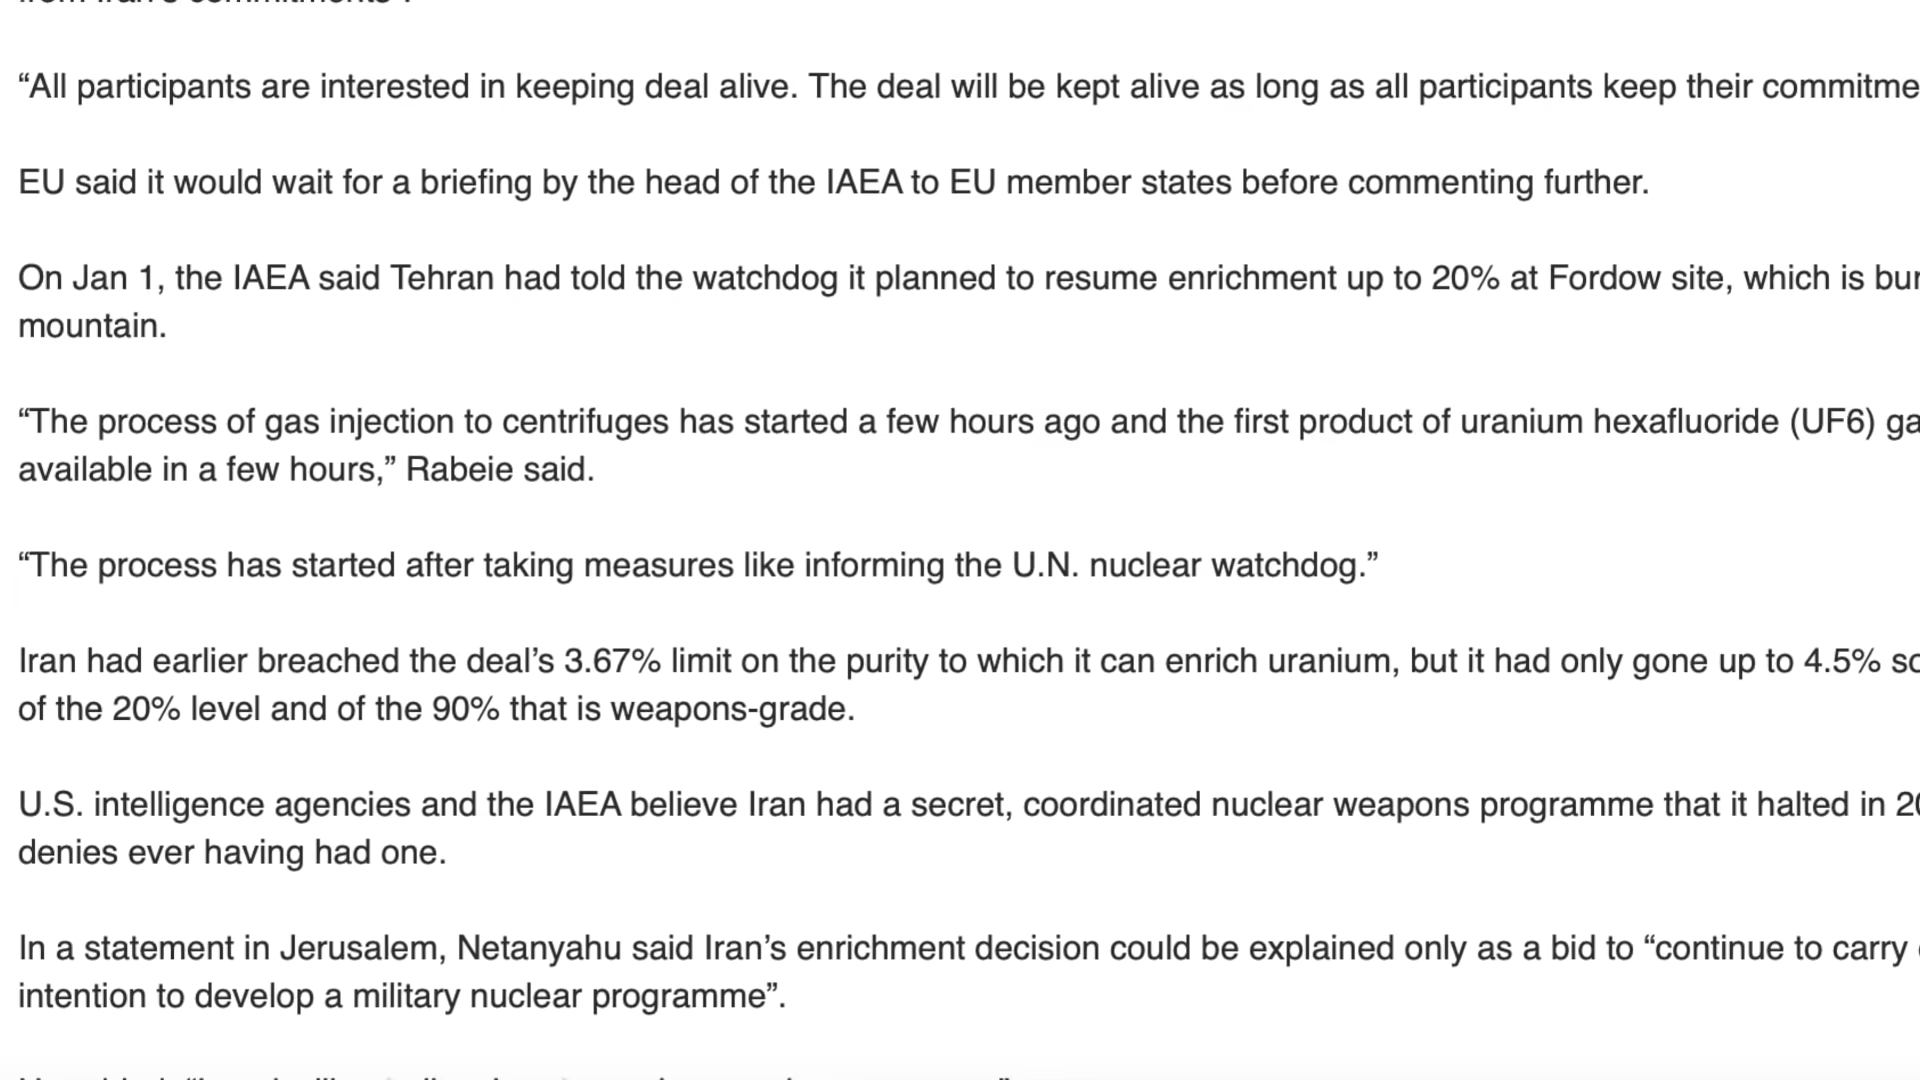 “All participants are interested in keeping deal alive. The deal will be kept alive as long as all participants keep their
EU said it would wait for a briefing by the head of the IAEA to EU member states before commenting further.
On Jan 1, the IAEA said Tehran had told the watchdog it planned to resume enrichment up to 20% at Fordow site, which is
mountain.
“The process of gas injection to centrifuges has started a few hours ago and the first product of uranium hexafluoride (UF6)
available in a few hours,” Rabeie said.
“The process has started after taking measures like informing the U.N. nuclear watchdog.”
Iran had earlier breached the deal’s 3.67% limit on the purity to which it can enrich uranium, but it had only gone up to 4.5%
of the 20% level and of the 90% that is weapons-grade.
U.S. intelligence agencies and the IAEA believe Iran had a secret, coordinated nuclear weapons programme that it halted in
denies ever having had one.
In a statement in Jerusalem, Netanyahu said Iran’s enrichment decision could be explained only as a bid to “continue to carry
intention to develop a military nuclear programme”.